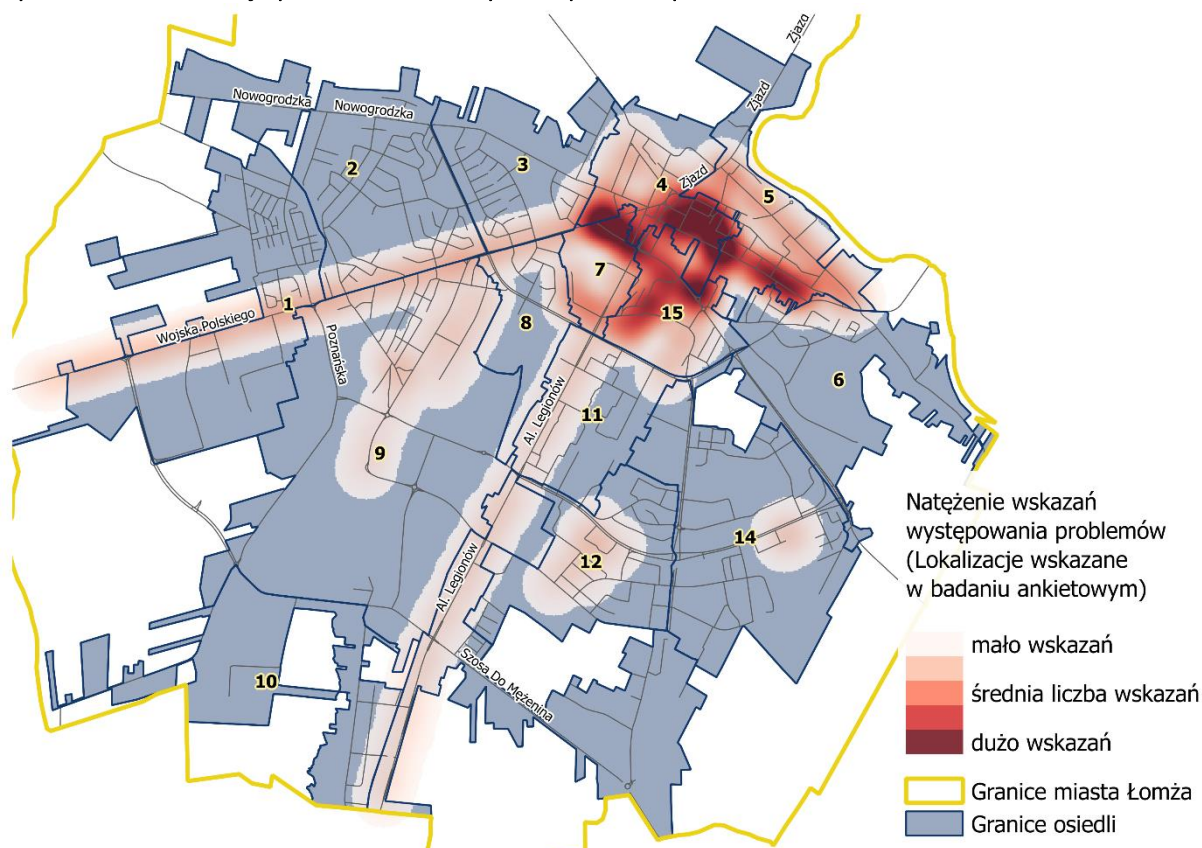 Zjazd
Zjazd
Nowogrodzka
Nowogrodzka
2
3
4
Zjazd
5
7
1
Wojska Polskiego
Poznańska
8
15
6
Al. Legionów
11
9
12
14
Al. Legionów
Szosa Do Mężenina
10
Natężenie wskazań
występowania problemów
(Lokalizacje wskazane
w badaniu ankietowym)
mało wskazań
średnia liczba wskazań
dużo wskazań
Granice miasta Łomża
Granice osiedli